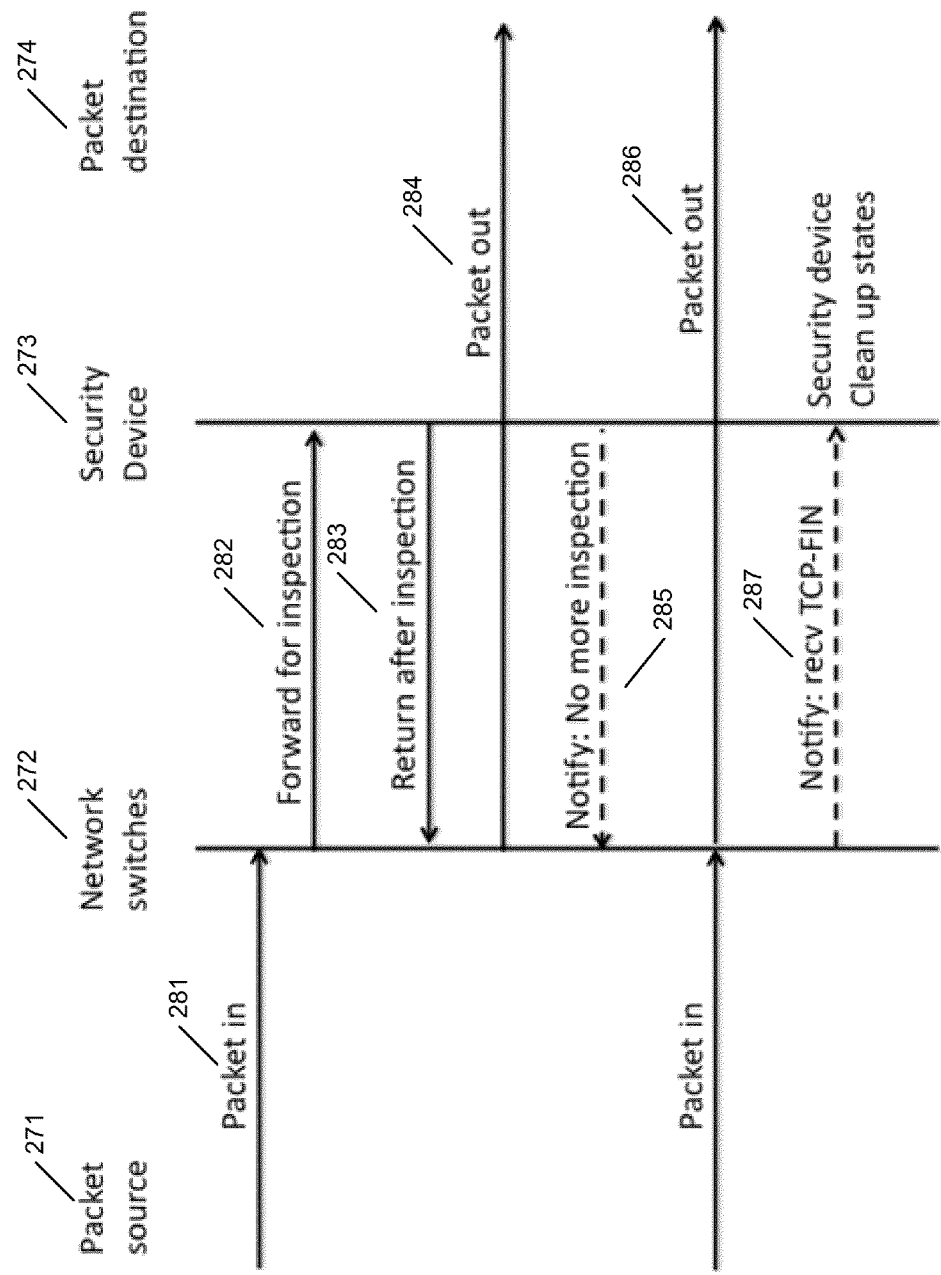 271
Packet
source
272
Network
switches
273
Security
Device
274
Packet
destination
281
Packet in
282
Forward for inspection
283
Return after inspection
284
Packet out
Notify: No more inspection
285
Packet in
286
Packet out
287
Notify: recv TCP-FIN
Security device
Clean up states